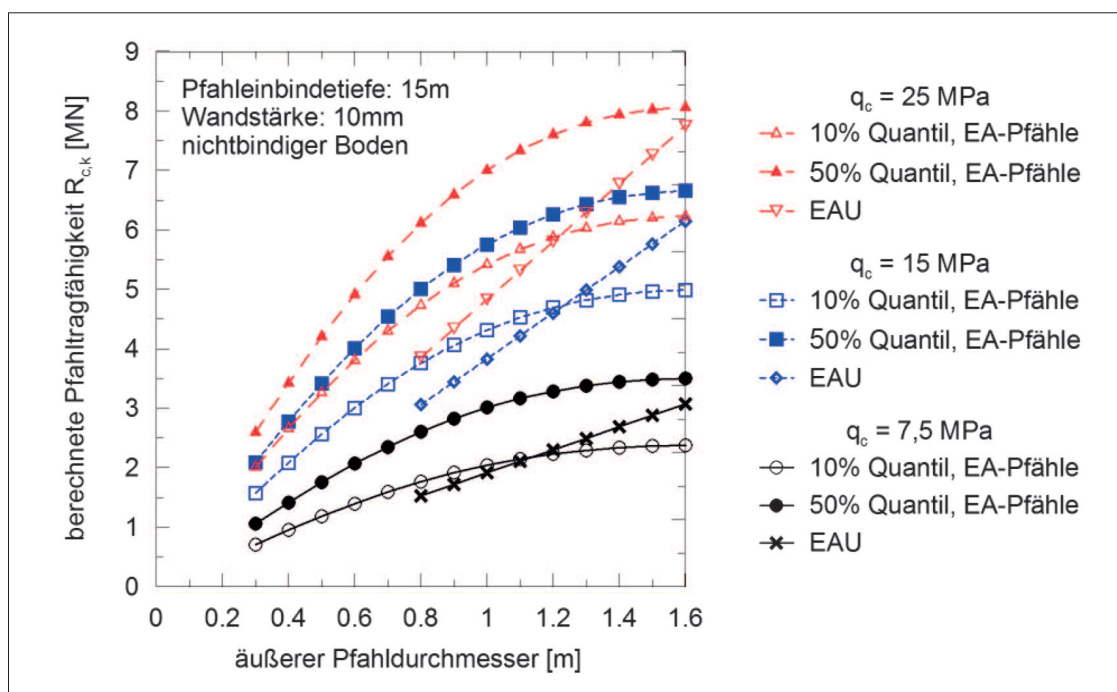 berechnete Pfahltragfähigkeit R_c,k [MN]
9
8
7
6
5
4
3
2
1
0
Pfahleinbindetiefe: 15m
Wandstärke: 10mm
nichtbindiger Boden
0 0.2 0.4 0.6 0.8 1 1.2 1.4 1.6
äußerer Pfahldurchmesser [m]
q_c = 25 MPa
10% Quantil, EA-Pfähle
50% Quantil, EA-Pfähle
EAU
q_c = 15 MPa
10% Quantil, EA-Pfähle
50% Quantil, EA-Pfähle
EAU
q_c = 7,5 MPa
10% Quantil, EA-Pfähle
50% Quantil, EA-Pfähle
EAU